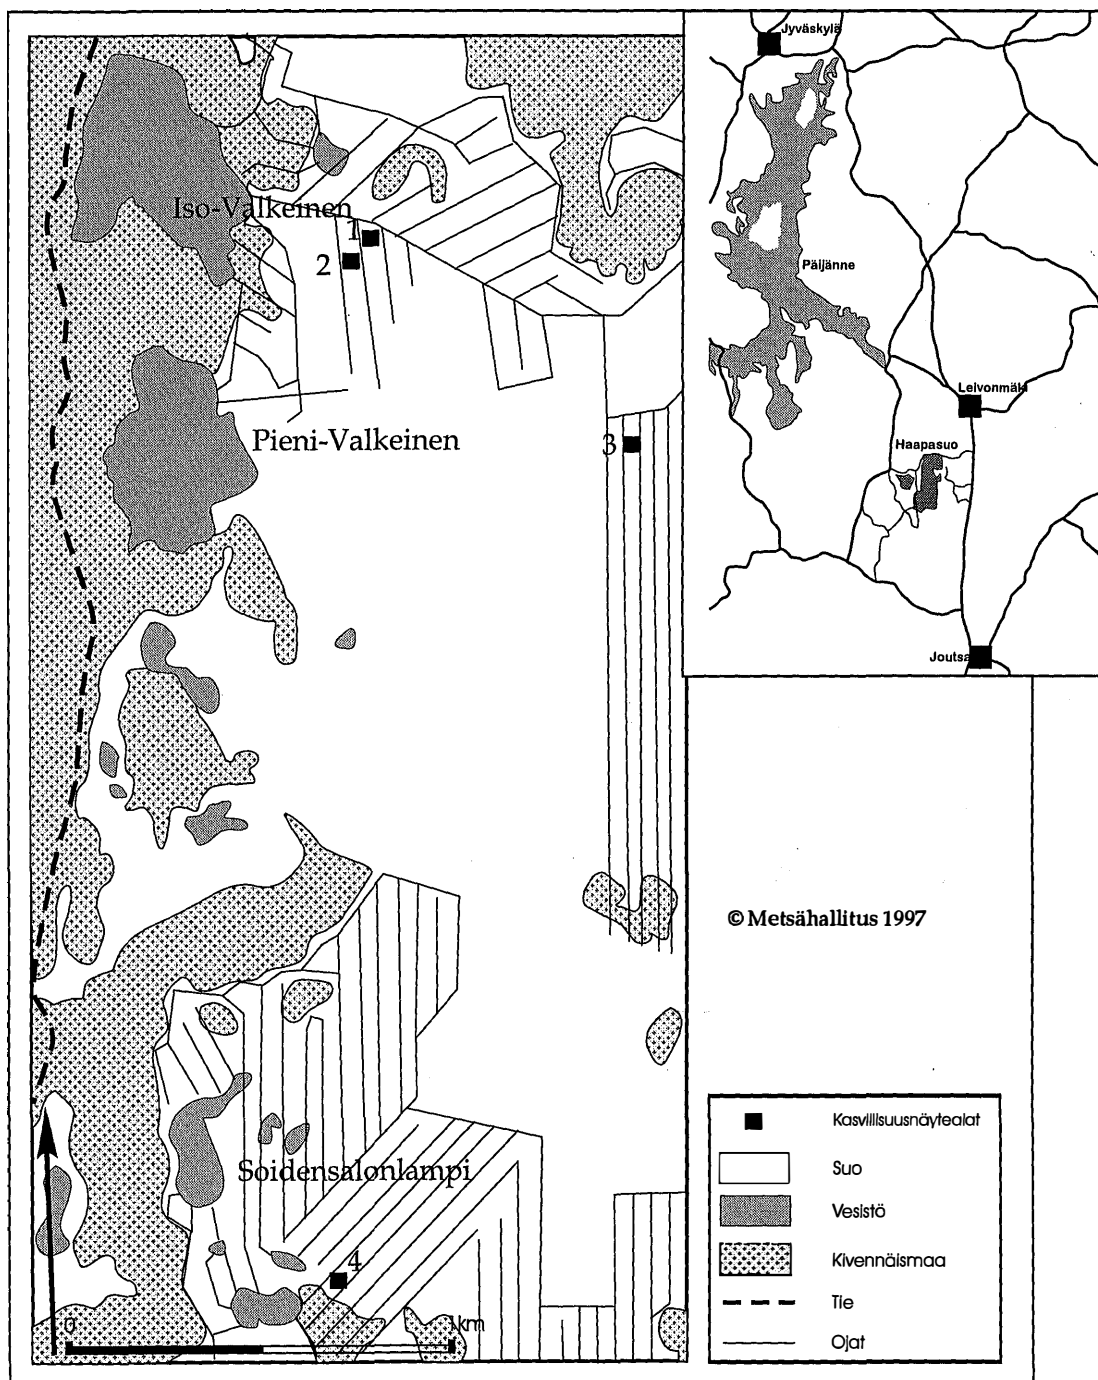 Jyväskylä
Iso-Valkeinen
1
2
Päijänne
Leivonmäki
Pieni-Valkeinen
3
Haapasuo
Joutsa
© Metsähallitus 1997
Kasvillisuusnäytealat
Suo
Soidensalonlampi
Vesistö
4
Kivennäismaa
Tie
0
1km
Ojat